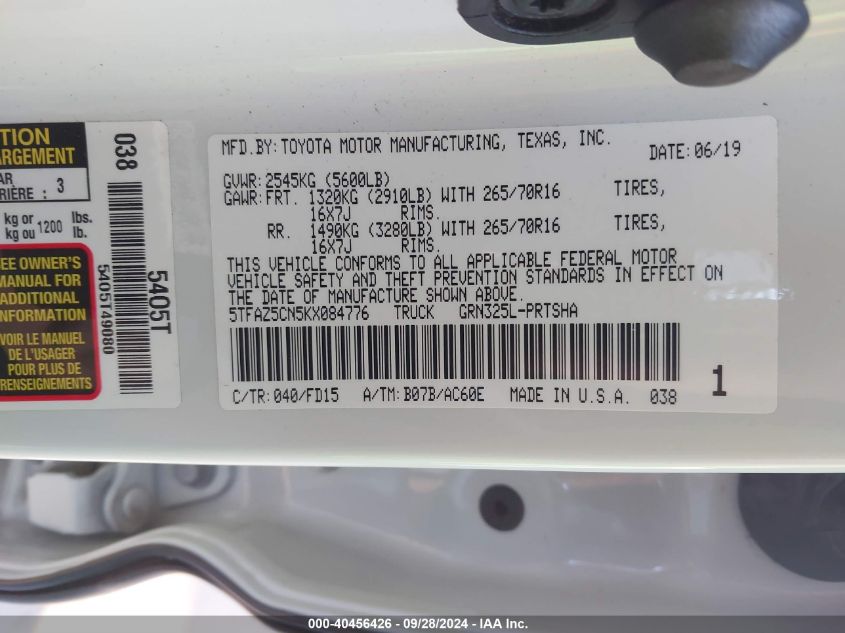 TION
ARGEMENT
AR
RIÈRE : 3
kg or 1200 lbs.
kg ou lb.
EE OWNER'S
MANUAL FOR
ADDITIONAL
NFORMATION
VOIR LE MANUEL
DE L'USAGER
POUR PLUS DE
RENSEIGNEMENTS
038
5405T49080
5405T
MFD.BY:TOYOTA MOTOR MANUFACTURING, TEXAS, INC.
DATE:06/19
GVWR:2545KG (5600LB)
GAWR:FRT. 1320KG (2910LB) WITH 265/70R16 TIRES,
16X7J RIMS.
RR. 1490KG (3280LB) WITH 265/70R16 TIRES,
16X7J RIMS.
THIS VEHICLE CONFORMS TO ALL APPLICABLE FEDERAL MOTOR
VEHICLE SAFETY AND THEFT PREVENTION STANDARDS IN EFFECT ON
THE DATE OF MANUFACTURE SHOWN ABOVE.
5TFAZ5CN5KX084776 TRUCK GRN325L-PRTSHA
C/TR:040/FD15 A/TM:B07B/AC60E MADE IN U.S.A. 038
1
000-40456426 - 09/28/2024 - IAA Inc.